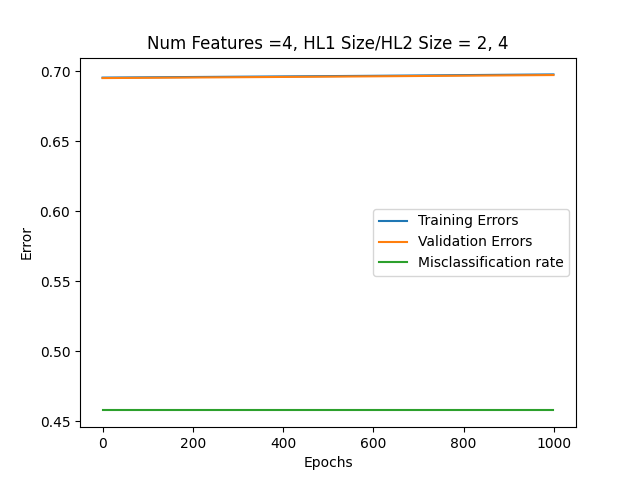 Num Features =4, HL1 Size/HL2 Size = 2, 4
0.70
0.65
0.60
0.55
0.50
0.45
Error
Training Errors
Validation Errors
Misclassification rate
0 200 400 600 800 1000
Epochs